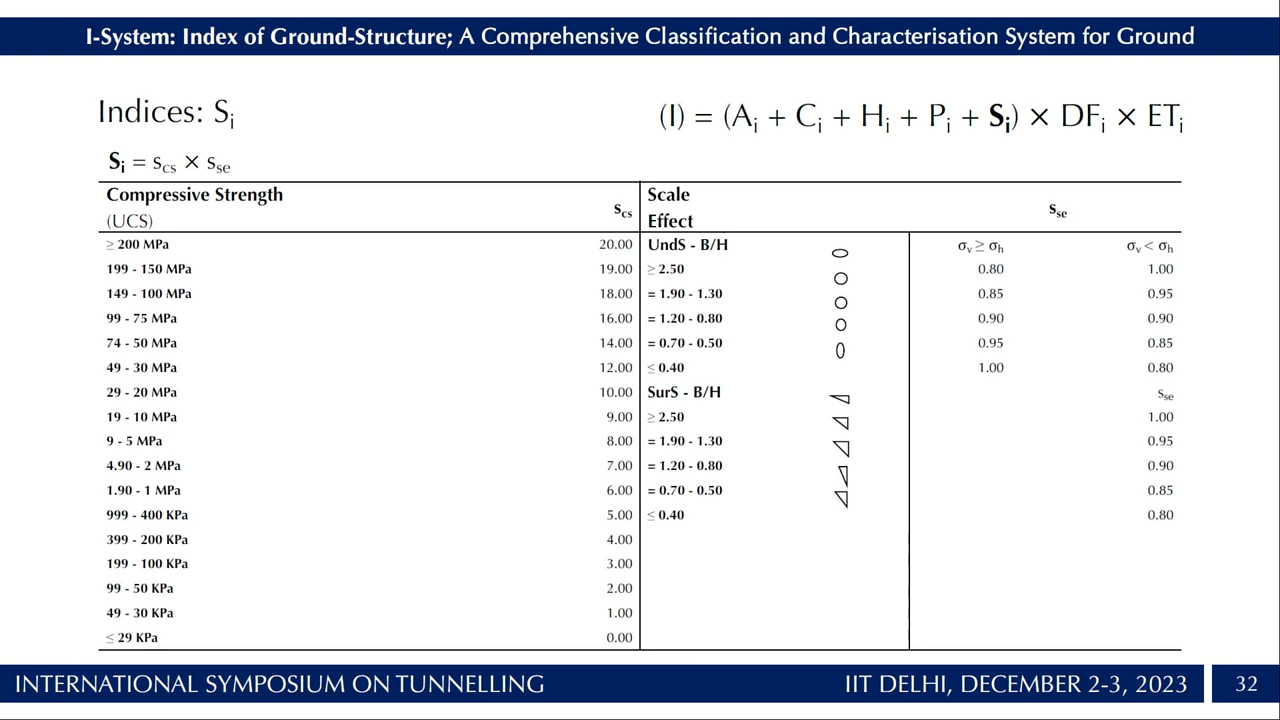 I-System: Index of Ground-Structure; A Comprehensive Classification and Characterisation System for Ground
Indices: Si
(I) = (Ai + Ci + Hi + Pi + Si) × DFi × ETi
Si = scs × sse
Compressive Strength (UCS) scs Scale Effect sse
≥ 200 MPa 20.00 UndS - B/H σv ≥ σh σv < σh
199 - 150 MPa 19.00 ≥ 2.50 0.80 1.00
149 - 100 MPa 18.00 = 1.90 - 1.30 0.85 0.95
99 - 75 MPa 16.00 = 1.20 - 0.80 0.90 0.90
74 - 50 MPa 14.00 = 0.70 - 0.50 0.95 0.85
49 - 30 MPa 12.00 ≤ 0.40 1.00 0.80
29 - 20 MPa 10.00 SurS - B/H sse
19 - 10 MPa 9.00 ≥ 2.50 1.00
9 - 5 MPa 8.00 = 1.90 - 1.30 0.95
4.90 - 2 MPa 7.00 = 1.20 - 0.80 0.90
1.90 - 1 MPa 6.00 = 0.70 - 0.50 0.85
999 - 400 KPa 5.00 ≤ 0.40 0.80
399 - 200 KPa 4.00
199 - 100 KPa 3.00
99 - 50 KPa 2.00
49 - 30 KPa 1.00
≤ 29 KPa 0.00
INTERNATIONAL SYMPOSIUM ON TUNNELLING IIT DELHI, DECEMBER 2-3, 2023 32